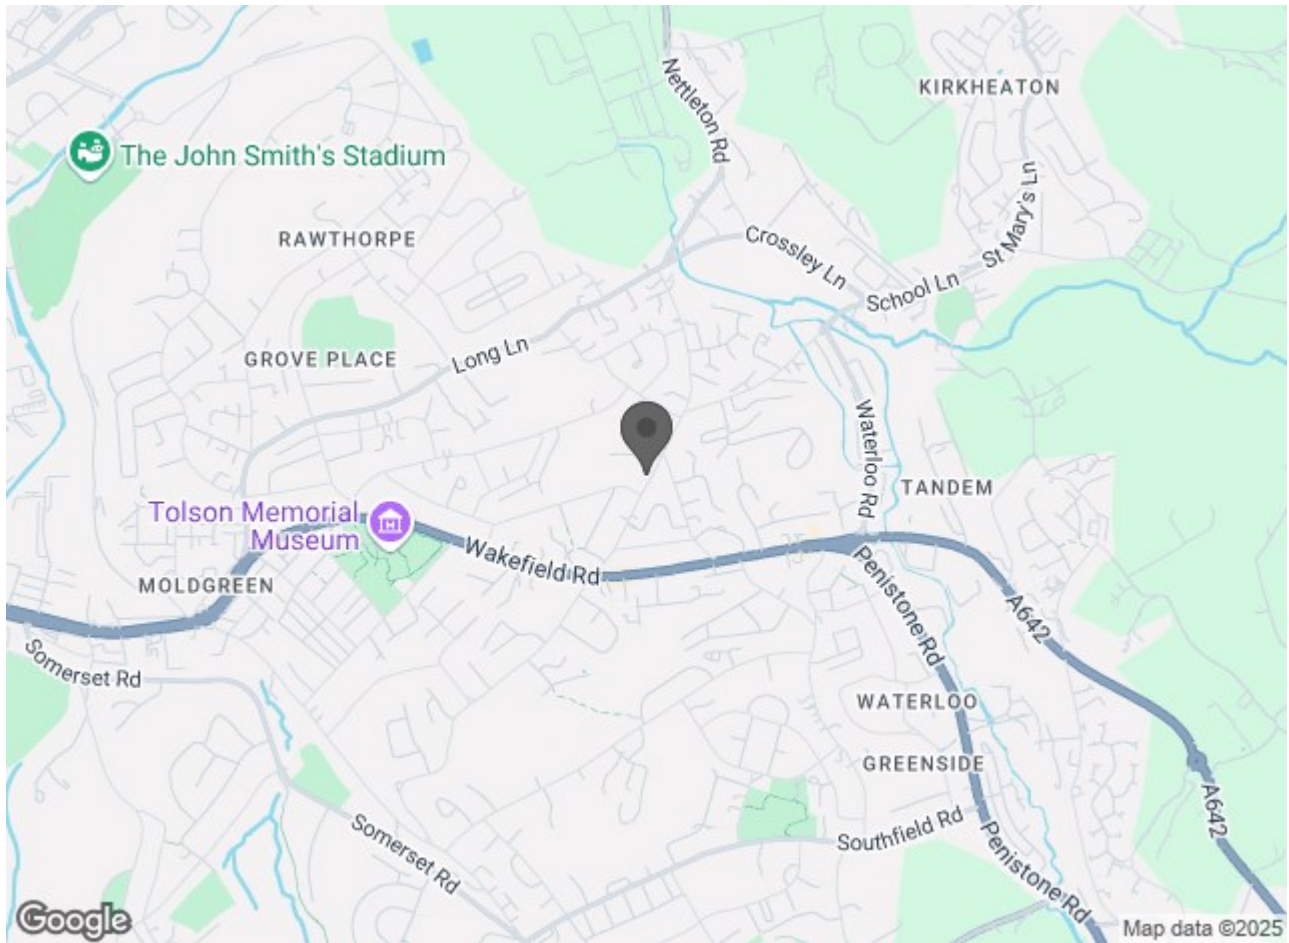 Nettleton Rd
KIRKHEATON
The John Smith's Stadium
St Mary's Ln
RAWTHORPE
Crossley Ln
School Ln
Long Ln
GROVE PLACE
Waterloo Rd
TANDEM
Tolson Memorial
Museum
Wakefield Rd
MOLDGREEN
Penistone Rd
A642
Somerset Rd
WATERLOO
GREENSIDE
A642
Somerset Rd
Southfield Rd
Penistone Rd
Google
Map data ©2025